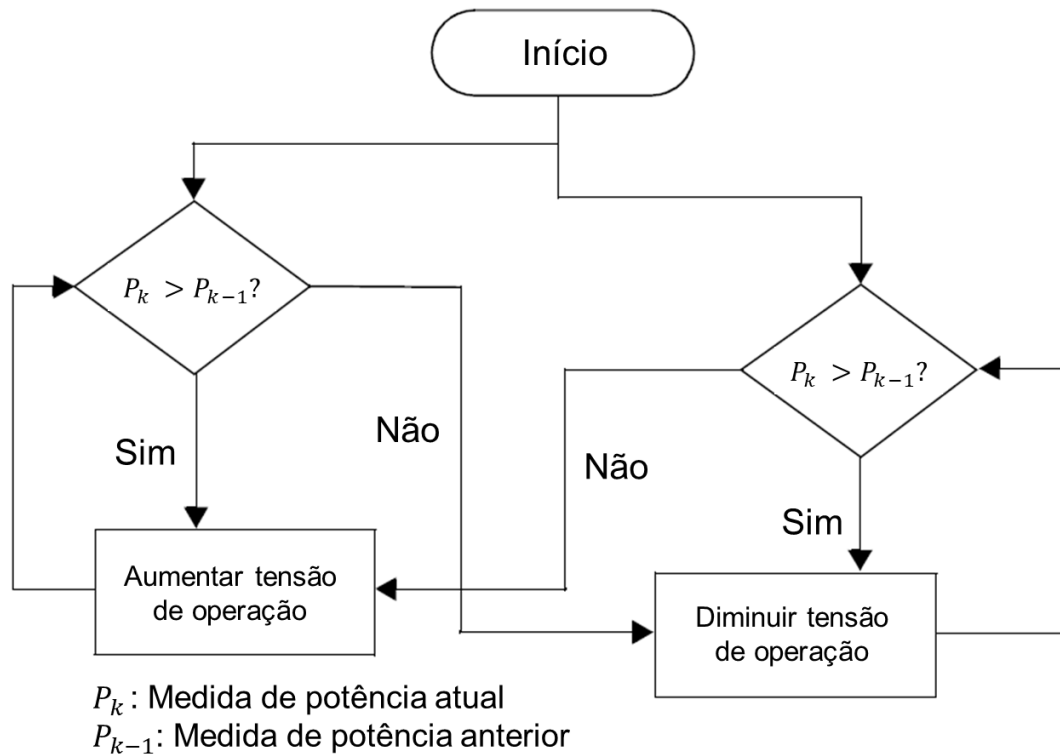 Início
P_k > P_{k−1}?
P_k > P_{k−1}?
Sim
Não
Não
Sim
Aumentar tensão
de operação
Diminuir tensão
de operação
P_k : Medida de potência atual
P_{k−1}: Medida de potência anterior